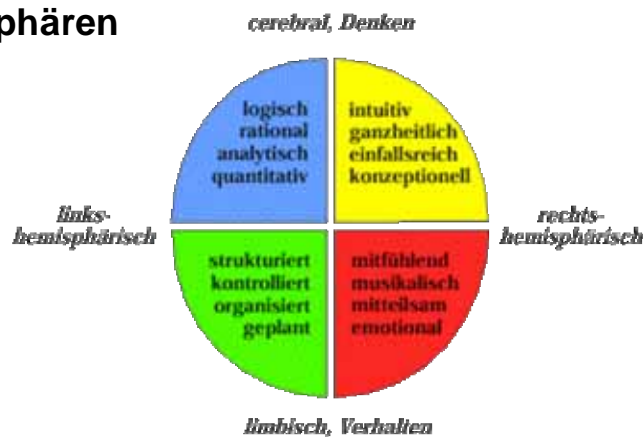 phären
cerebral, Denken
logisch
rational
analytisch
quantitativ
intuitiv
ganzheitlich
einfallsreich
konzeptionell
links-
hemisphärisch
rechts-
hemisphärisch
strukturiert
kontrolliert
organisiert
geplant
mitfühlend
musikalisch
mitteilsam
emotional
limbisch, Verhalten